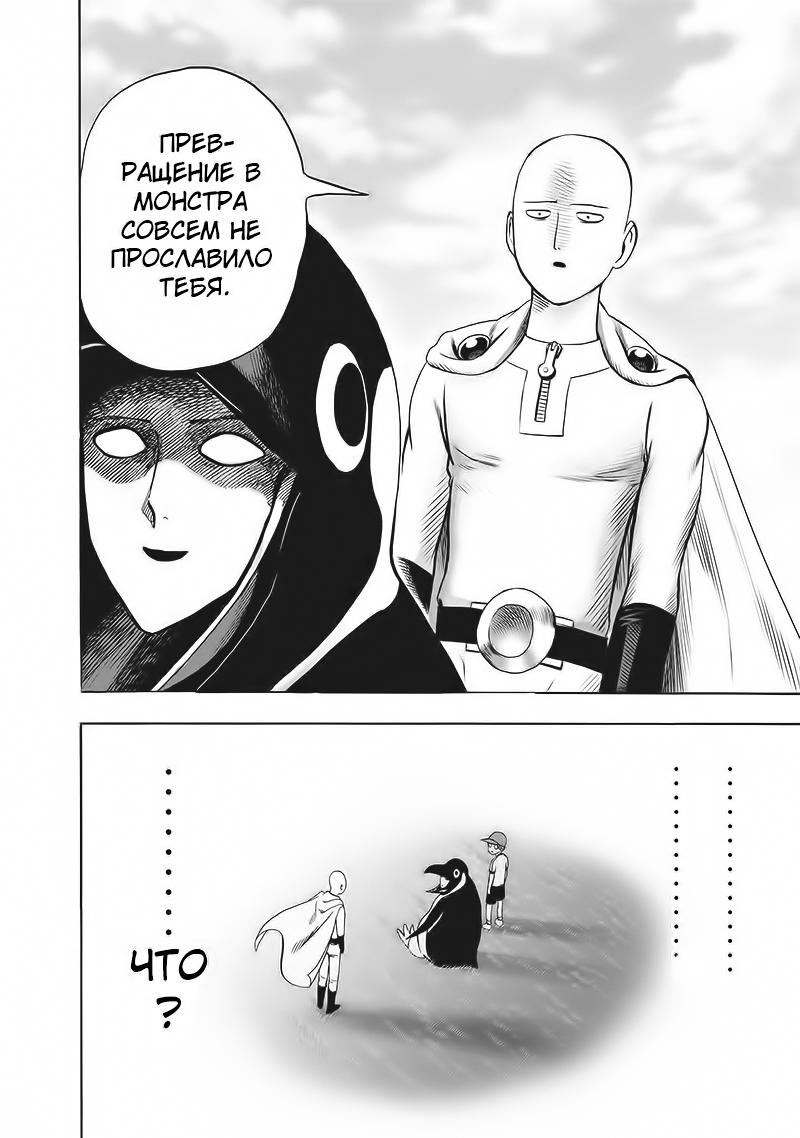 ПРЕВ-
РАЩЕНИЕ В
МОНСТРА
СОВСЕМ НЕ
ПРОСЛАВИЛО
ТЕБЯ.
ЧТО
?